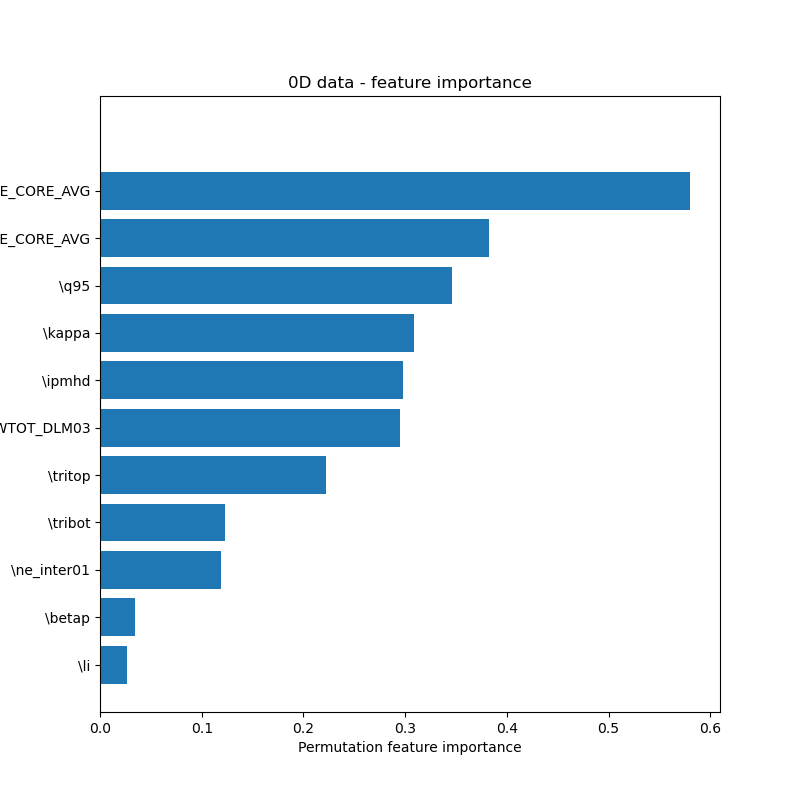 0D data - feature importance
E_CORE_AVG
E_CORE_AVG
\q95
\kappa
\ipmhd
WTOT_DLM03
\tritop
\tribot
\ne_inter01
\betap
\li
0.0 0.1 0.2 0.3 0.4 0.5 0.6
Permutation feature importance